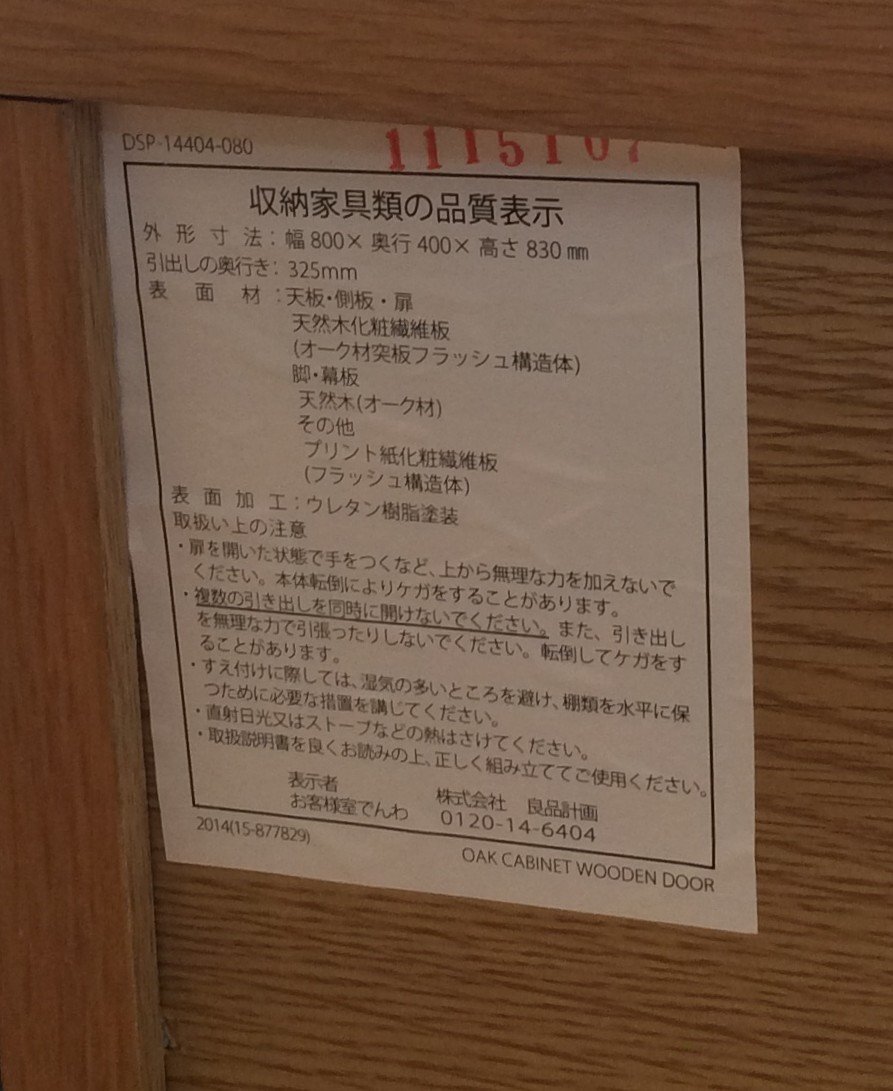 DSP-14404-080
1115107
収納家具類の品質表示
外形寸法：幅 800× 奥行 400× 高さ 830 ㎜
引出しの奥行き：325mm
表面材：天板・側板・扉
天然木化粧繊維板
(オーク材突板フラッシュ構造体)
脚・幕板
天然木(オーク材)
その他
プリント紙化粧繊維板
(フラッシュ構造体)
表面加工：ウレタン樹脂塗装
取扱い上の注意
・扉を開いた状態で手をつくなど、上から無理な力を加えないで
ください。本体転倒によりケガをすることがあります。
・複数の引き出しを同時に開けないでください。また、引き出し
を無理な力で引張ったりしないでください。転倒してケガをす
ることがあります。
・すえ付けに際しては、湿気の多いところを避け、棚類を水平に保
つために必要な措置を講じてください。
・直射日光又はストーブなどの熱はさけてください。
・取扱説明書を良くお読みの上、正しく組み立ててご使用ください。
表示者 株式会社 良品計画
お客様室でんわ 0120-14-6404
2014(15-877829)
OAK CABINET WOODEN DOOR